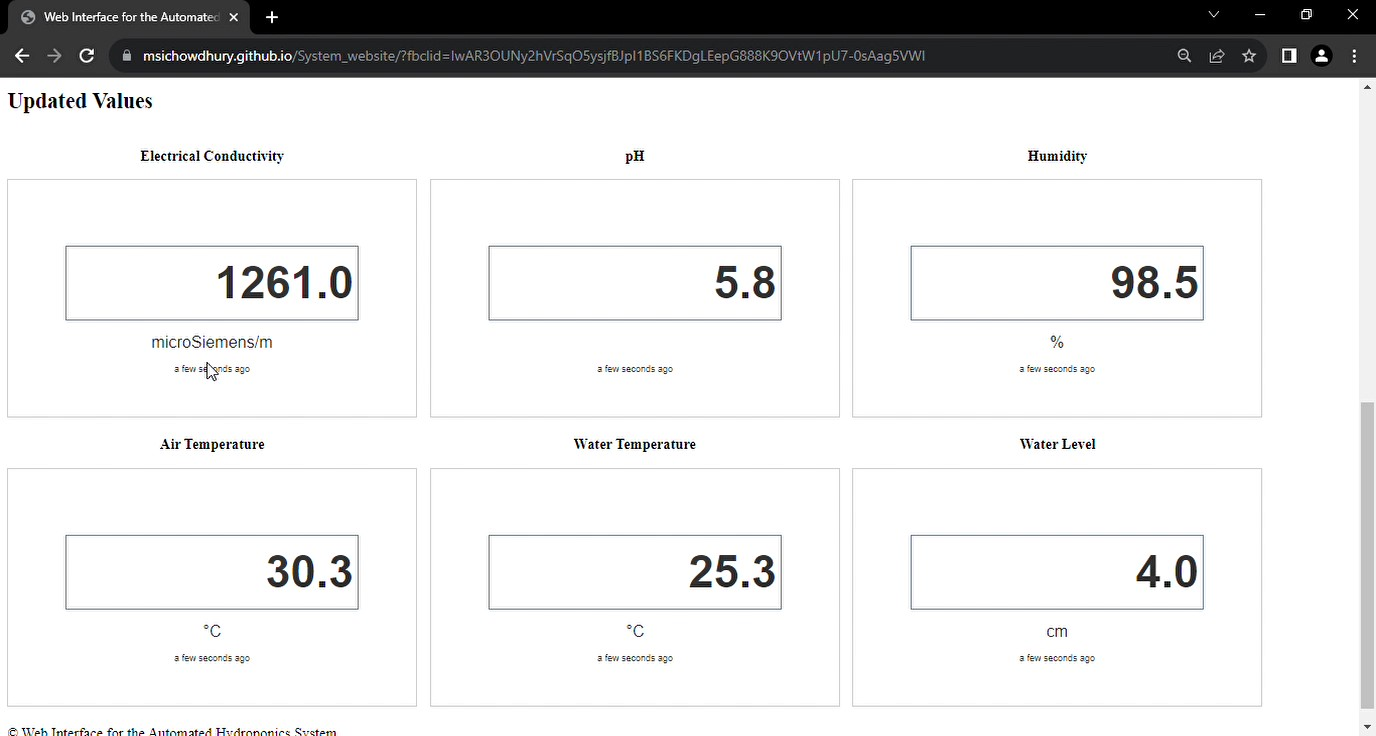 Web Interface for the Automated
msichowdhury.github.io/System_website/?fbclid=IwAR3OUNy2hVrSqO5ysjfBJpI1BS6FKDgLEepG888K9OVtW1pU7-0sAag5VWI
Updated Values
Electrical Conductivity pH Humidity
1261.0 5.8 98.5
microSiemens/m %
a few seconds ago a few seconds ago a few seconds ago
Air Temperature Water Temperature Water Level
30.3 25.3 4.0
°C °C cm
a few seconds ago a few seconds ago a few seconds ago
© Web Interface for the Automated Hydroponics System